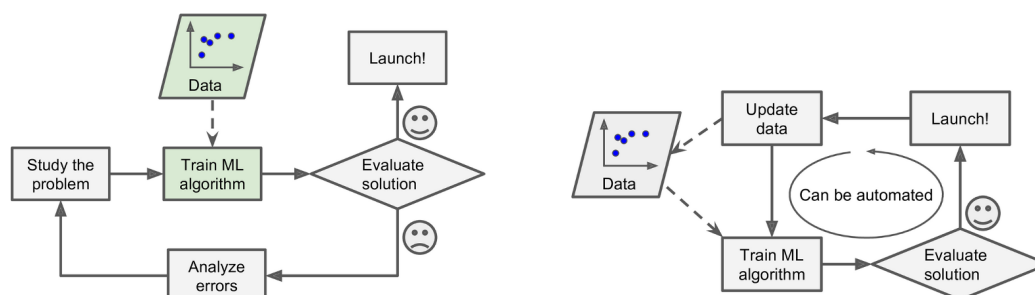 Data
Launch!
Study the
problem
Train ML
algorithm
Evaluate
solution
Analyze
errors
Update
data
Launch!
Data
Can be automated
Train ML
algorithm
Evaluate
solution